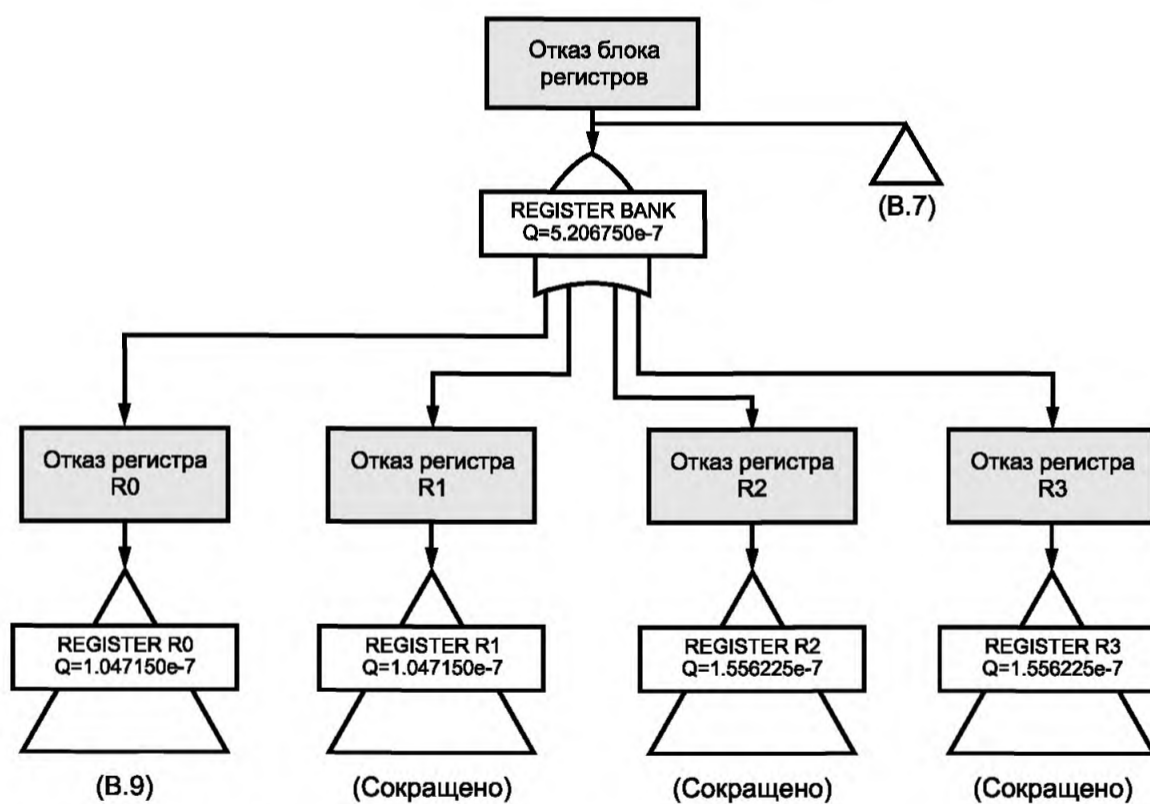 Отказ блока
регистров
(В.7)
REGISTER BANK
Q=5.206750e-7
Отказ регистра
R0
Отказ регистра
R1
Отказ регистра
R2
Отказ регистра
R3
REGISTER R0
Q=1.047150e-7
REGISTER R1
Q=1.047150e-7
REGISTER R2
Q=1.556225e-7
REGISTER R3
Q=1.556225e-7
(В.9)
(Сокращено)
(Сокращено)
(Сокращено)